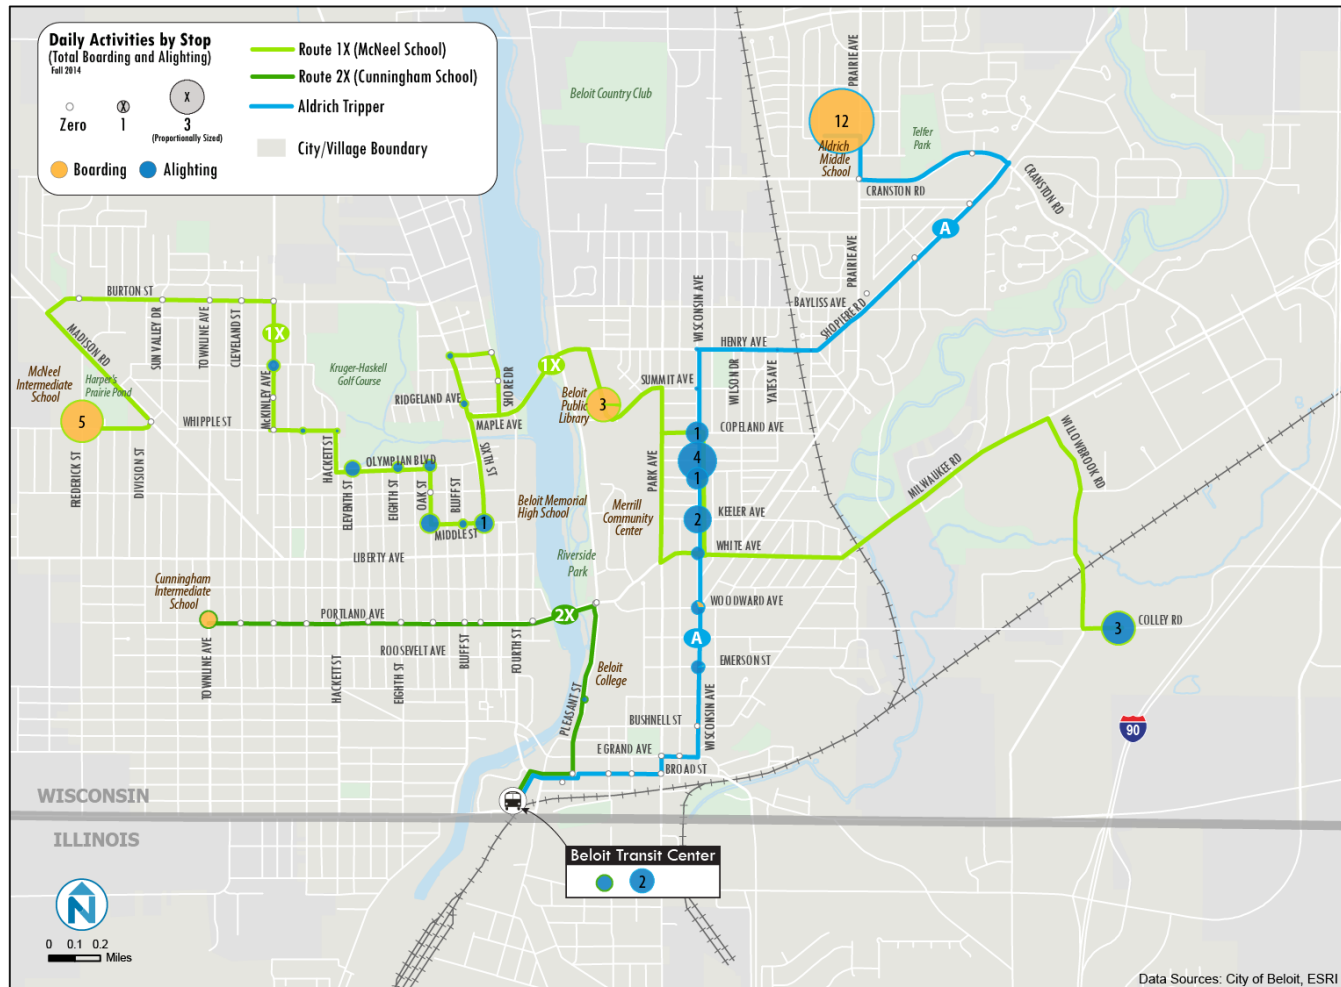 Daily Activities by Stop
(Total Boarding and Alighting)
Fall 2014
X
X
Zero
1
3
(Proportionally Sized)
Boarding
Alighting
Route 1X (McNeel School)
Route 2X (Cunningham School)
Aldrich Tripper
City/Village Boundary
Beloit Country Club
PRAIRIE AVE
12
Telfer
Park
Aldrich
Middle
School
CRANSTON RD
CRANSTON RD
A
PRAIRIE AVE
BAYLISS AVE
SHOPIERE RD
WISCONSIN AVE
HENRY AVE
BURTON ST
SUN VALLEY DR
TOWNLINE AVE
CLEVELAND ST
1X
MADISON RD
McNeel
Intermediate
School
Harper's
Prairie Pond
5
WHIPPLE ST
MCKINLEY AVE
FREDERICK ST
DIVISION ST
Kruger-Haskell
Golf Course
RIDGELAND AVE
SHORE DR
MAPLE AVE
SIXTH ST
1X
Beloit
Public
Library
3
SUMMIT AVE
WILSON DR
YATES AVE
COPELAND AVE
1
4
1
PARK AVE
2
KEELER AVE
WHITE AVE
MILWAUKEE RD
WILLOWBROOK RD
3
COLLEY RD
HACKETT ST
OLYMPIAN BLVD
ELEVENTH ST
EIGHTH ST
OAK ST
BLUFF ST
1
MIDDLE ST
Beloit Memorial
High School
Merrill
Community
Center
LIBERTY AVE
Riverside
Park
Cunningham
Intermediate
School
PORTLAND AVE
2X
WOODWARD AVE
A
EMERSON ST
TOWNLINE AVE
HACKETT ST
ROOSEVELT AVE
EIGHTH ST
BLUFF ST
FOURTH ST
Beloit
College
PLEASANT ST
BUSHNELL ST
WISCONSIN AVE
E GRAND AVE
BROAD ST
90
WISCONSIN
ILLINOIS
Beloit Transit Center
2
N
0 0.1 0.2
Miles
Data Sources: City of Beloit, ESRI